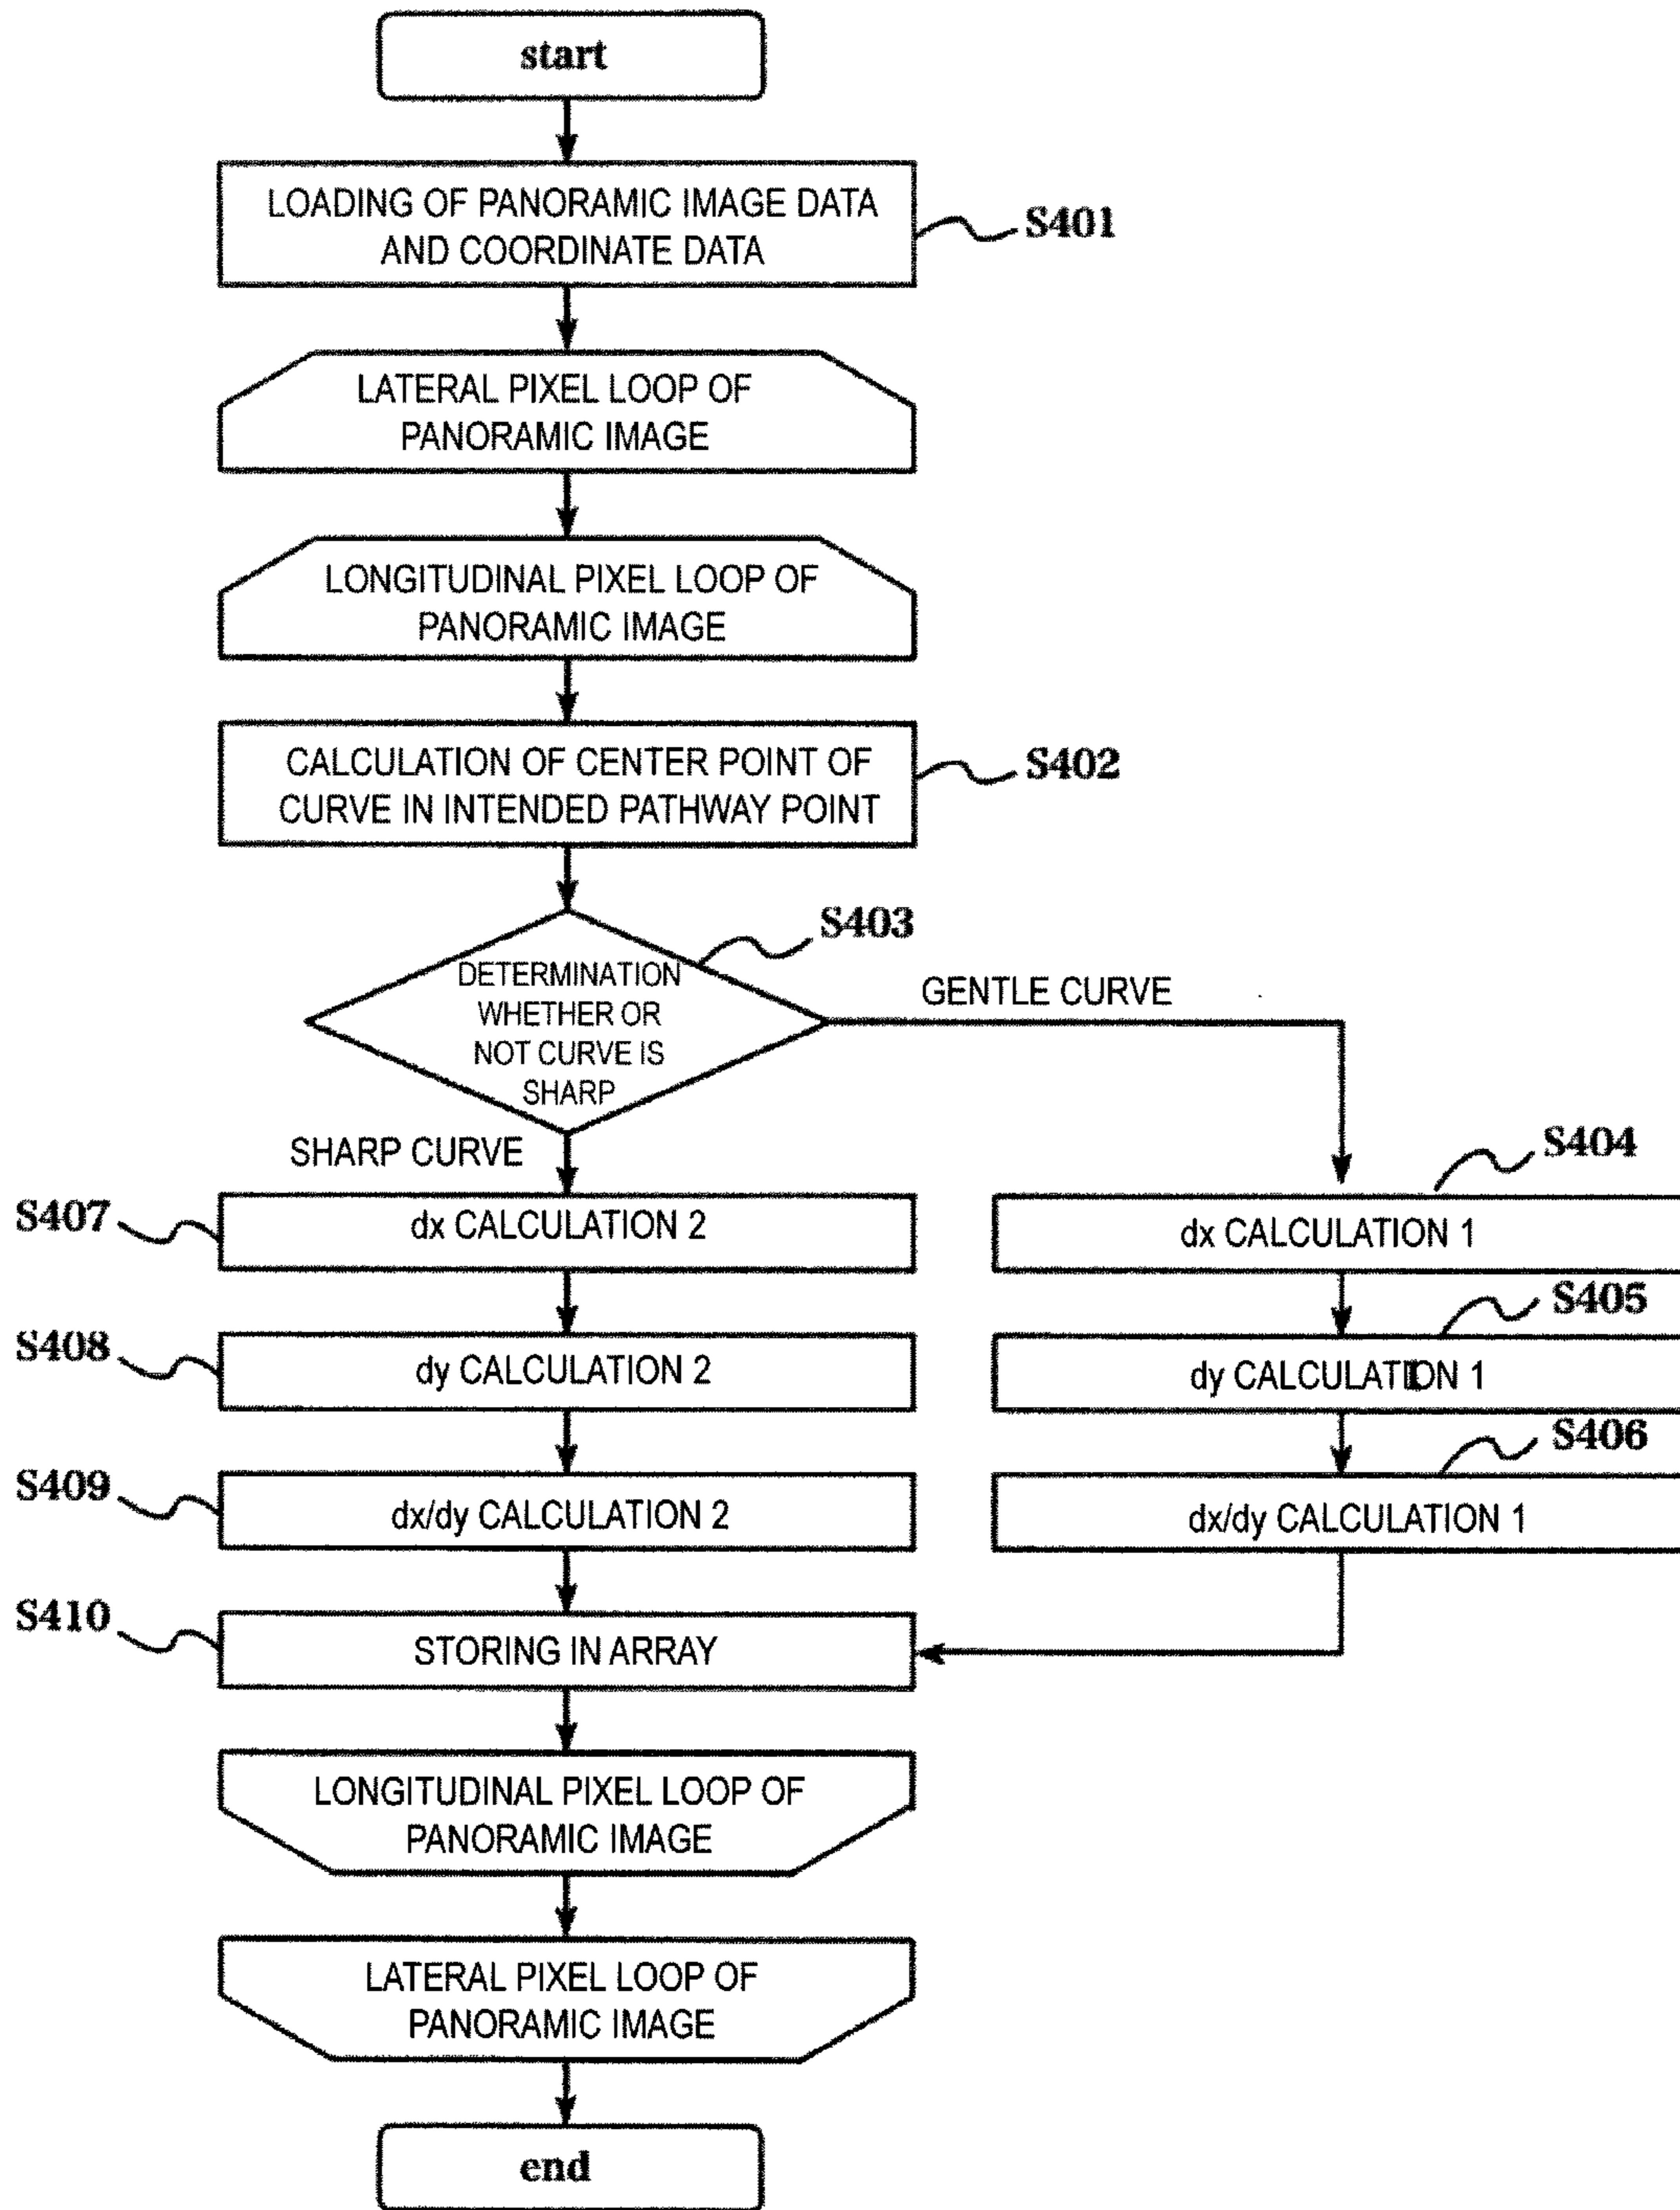 start
LOADING OF PANORAMIC IMAGE DATA
AND COORDINATE DATA
S401
LATERAL PIXEL LOOP OF
PANORAMIC IMAGE
LONGITUDINAL PIXEL LOOP OF
PANORAMIC IMAGE
CALCULATION OF CENTER POINT OF
CURVE IN INTENDED PATHWAY POINT
S402
S403
DETERMINATION
WHETHER OR
NOT CURVE IS
SHARP
GENTLE CURVE
SHARP CURVE
S404
S407
dx CALCULATION 2
dx CALCULATION 1
S405
S408
dy CALCULATION 2
dy CALCULATION 1
S406
S409
dx/dy CALCULATION 2
dx/dy CALCULATION 1
S410
STORING IN ARRAY
LONGITUDINAL PIXEL LOOP OF
PANORAMIC IMAGE
LATERAL PIXEL LOOP OF
PANORAMIC IMAGE
end